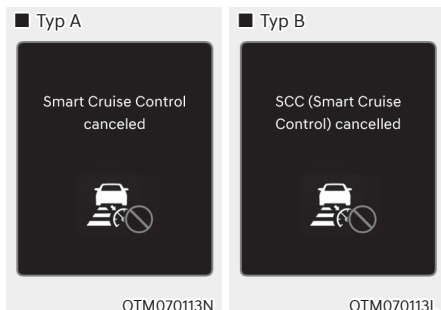 ■ Typ A
Smart Cruise Control
canceled
OTM070113N
■ Typ B
SCC (Smart Cruise
Control) cancelled
OTM070113L